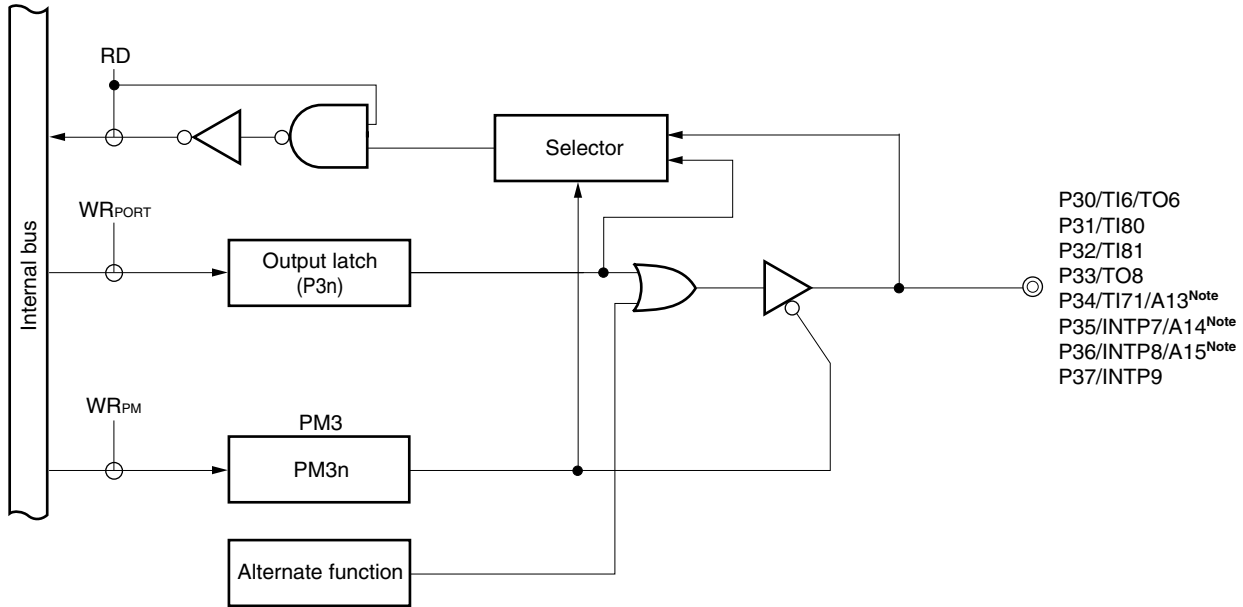 RD
Selector
WRPORT
Output latch
(P3n)
Internal bus
WRPM
PM3
PM3n
Alternate function
P30/TI6/TO6
P31/TI80
P32/TI81
P33/TO8
P34/TI71/A13Note
P35/INTP7/A14Note
P36/INTP8/A15Note
P37/INTP9